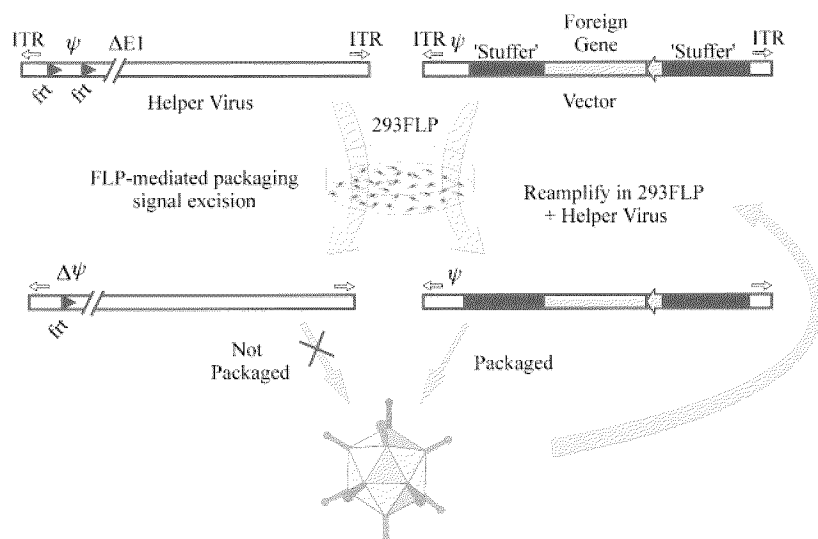 ITR ψ ΔE1 ITR
frt frt
Helper Virus
ITR ψ 'Stuffer' Foreign Gene 'Stuffer' ITR
Vector
293FLP
FLP-mediated packaging
signal excision
Reamplify in 293FLP
+ Helper Virus
Δψ
frt
ψ
Not
Packaged
Packaged